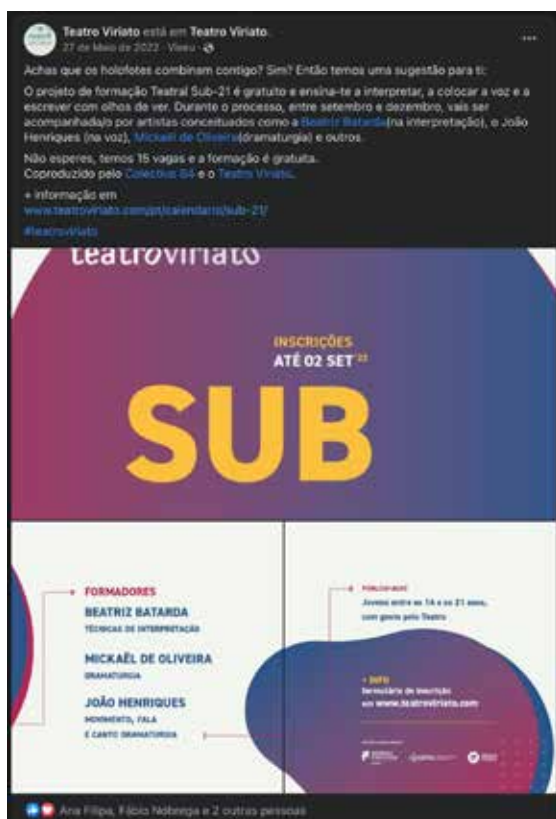 Teatro Viriato está em Teatro Viriato.
27 de Maio de 2022 · Viseu ·
Achas que os holofotes combinam contigo? Sim? Então temos uma sugestão para ti:
O projeto de formação Teatral Sub-21 é gratuito e ensina-te a interpretar, a colocar a voz e a
escrever com olhos de ver. Durante o processo, entre setembro e dezembro, vais ser
acompanhada/o por artistas conceituados como a Beatriz Batarda(na interpretação), o João
Henriques (na voz), Mickaël de Oliveira(dramaturgia) e outros.
Não esperes, temos 15 vagas e a formação é gratuita.
Coproduzido pelo Colectivo 84 e o Teatro Viriato.
+ informação em
www.teatroviriato.com/pt/calendario/sub-21/
#teatroviriato
teatroviriato
INSCRIÇÕES
ATÉ 02 SET '22
SUB
FORMADORES
BEATRIZ BATARDA
TÉCNICAS DE INTERPRETAÇÃO
MICKAËL DE OLIVEIRA
DRAMATURGIA
JOÃO HENRIQUES
MOVIMENTO, FALA
E CANTO DRAMATURGIA
PÚBLICO-ALVO
Jovens entre os 14 e os 21 anos,
com gosto pelo Teatro
+ INFO
formulário de inscrição
em www.teatroviriato.com
Ana Filipa, Fábio Nobrega e 2 outras pessoas